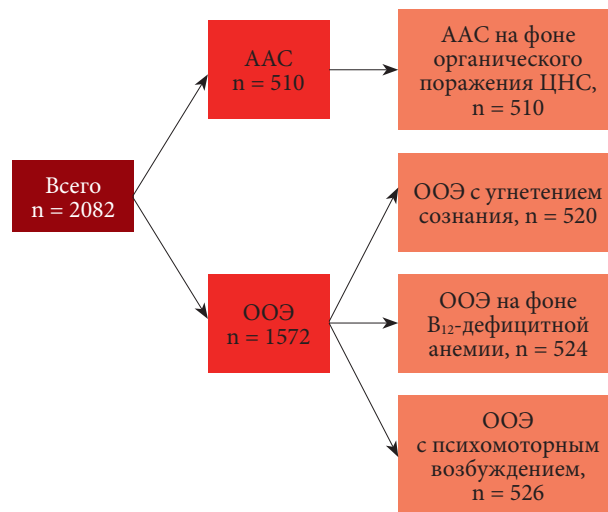 Всего
n = 2082
ААС
n = 510
ООЭ
n = 1572
ААС на фоне
органического
поражения ЦНС,
n = 510
ООЭ с угнетением
сознания, n = 520
ООЭ на фоне
B₁₂-дефицитной
анемии, n = 524
ООЭ
с психомоторным
возбуждением,
n = 526